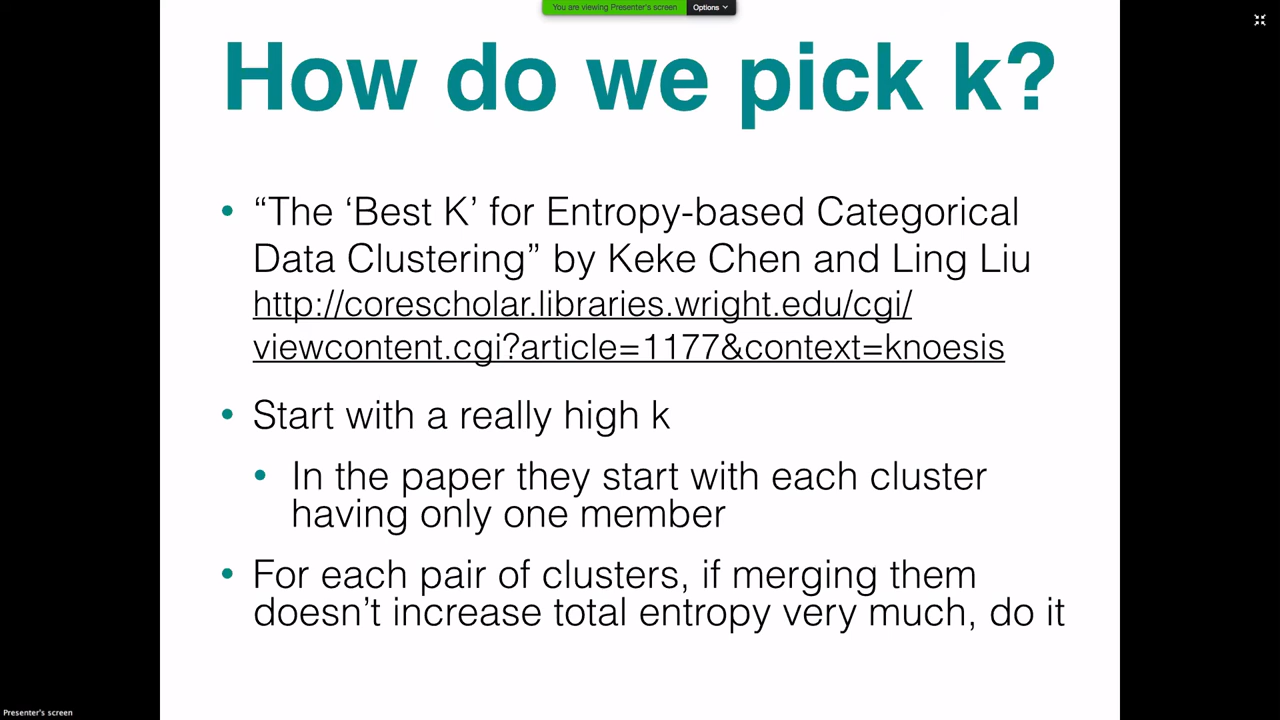 You are viewing Presenter's screen Options
How do we pick k?
• “The ‘Best K’ for Entropy-based Categorical
Data Clustering” by Keke Chen and Ling Liu
http://corescholar.libraries.wright.edu/cgi/
viewcontent.cgi?article=1177&context=knoesis
• Start with a really high k
• In the paper they start with each cluster
having only one member
• For each pair of clusters, if merging them
doesn’t increase total entropy very much, do it
Presenter's screen